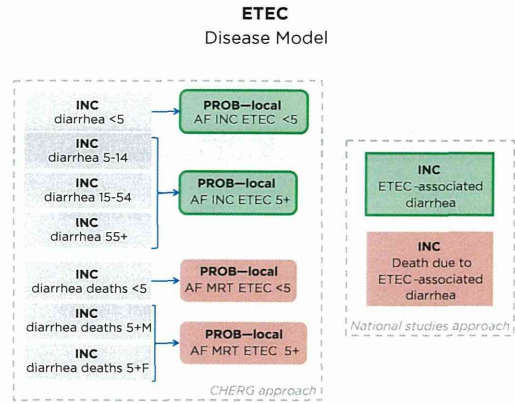 ETEC
Disease Model
INC
diarrhea <5
PROB—local
AF INC ETEC <5
INC
diarrhea 5-14
INC
diarrhea 15-54
INC
diarrhea 55+
PROB—local
AF INC ETEC 5+
INC
diarrhea deaths <5
PROB—local
AF MRT ETEC <5
INC
diarrhea deaths 5+M
INC
diarrhea deaths 5+F
PROB—local
AF MRT ETEC 5+
CHERG approach
INC
ETEC-associated
diarrhea
INC
Death due to
ETEC-associated
diarrhea
National studies approach